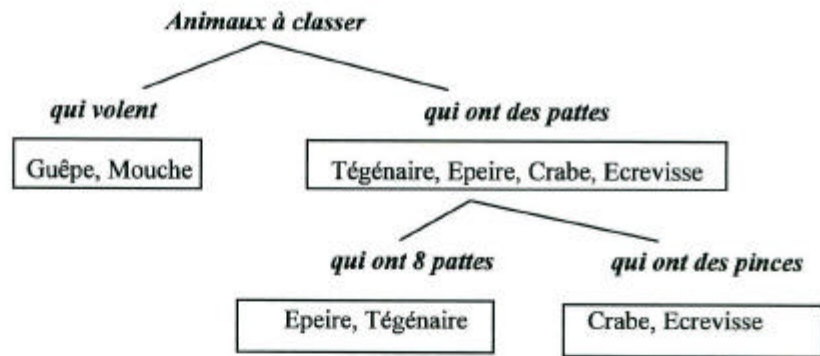 Animaux à classer
qui volent
qui ont des pattes
Guêpe, Mouche
Tégénaire, Epeire, Crabe, Ecrevisse
qui ont 8 pattes
qui ont des pinces
Epeire, Tégénaire
Crabe, Ecrevisse